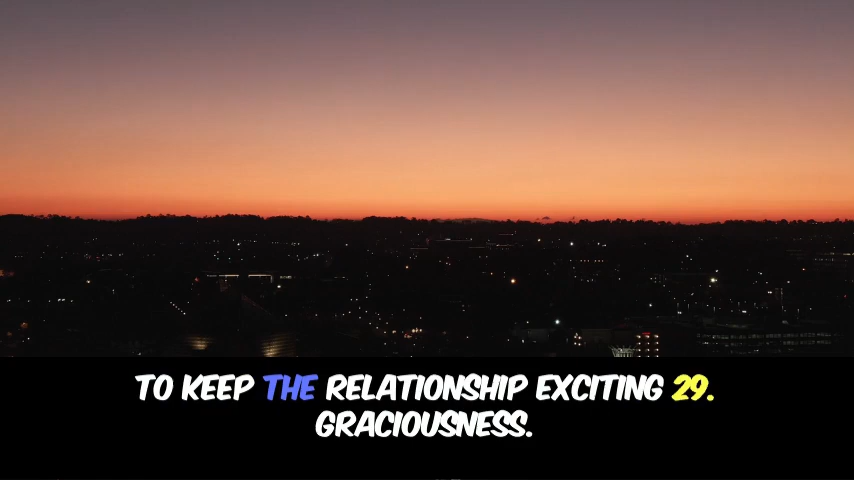 TO KEEP THE RELATIONSHIP EXCITING 29.
GRACIOUSNESS.